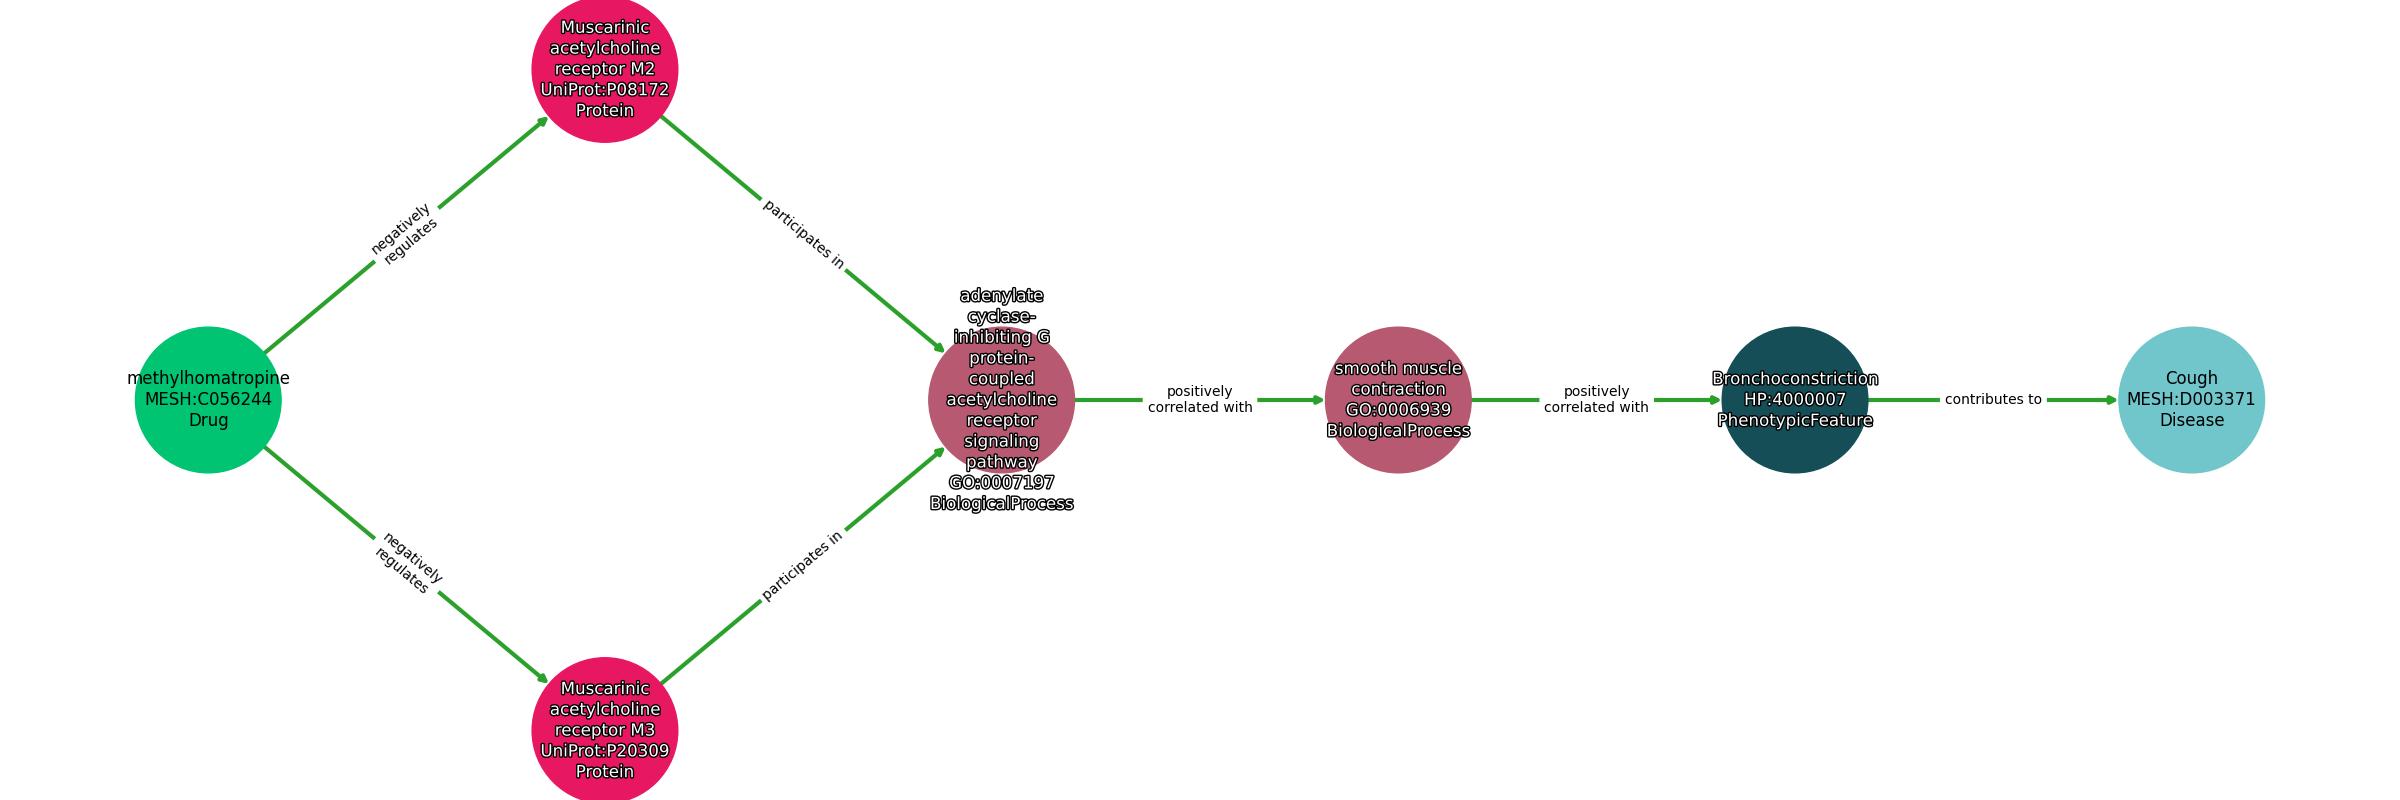 Muscarinic
acetylcholine
receptor M2
UniProt:P08172
Protein
negatively
regulates
participates in
methylhomatropine
MESH:C056244
Drug
adenylate
cyclase-
inhibiting G
protein-
coupled
acetylcholine
receptor
signaling
pathway
GO:0007197
BiologicalProcess
positively
correlated with
smooth muscle
contraction
GO:0006939
BiologicalProcess
positively
correlated with
Bronchoconstriction
HP:4000007
PhenotypicFeature
contributes to
Cough
MESH:D003371
Disease
negatively
regulates
participates in
Muscarinic
acetylcholine
receptor M3
UniProt:P20309
Protein